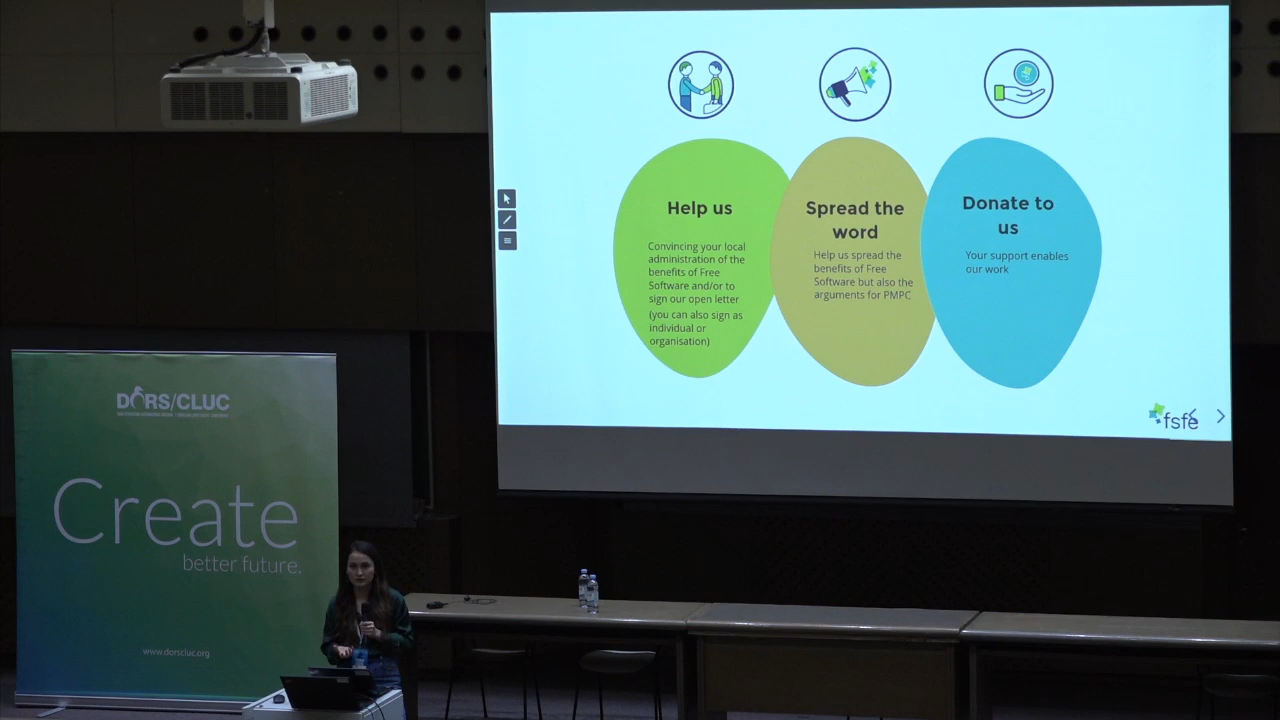 Help us
Convincing your local
administration of the
benefits of Free
Software and/or to
sign our open letter
(you can also sign as
individual or
organisation)
Spread the
word
Help us spread the
benefits of Free
Software but also the
arguments for PMPC
Donate to
us
Your support enables
our work
fsfe
DORS/CLUC
Create
better future.
www.dorscluc.org